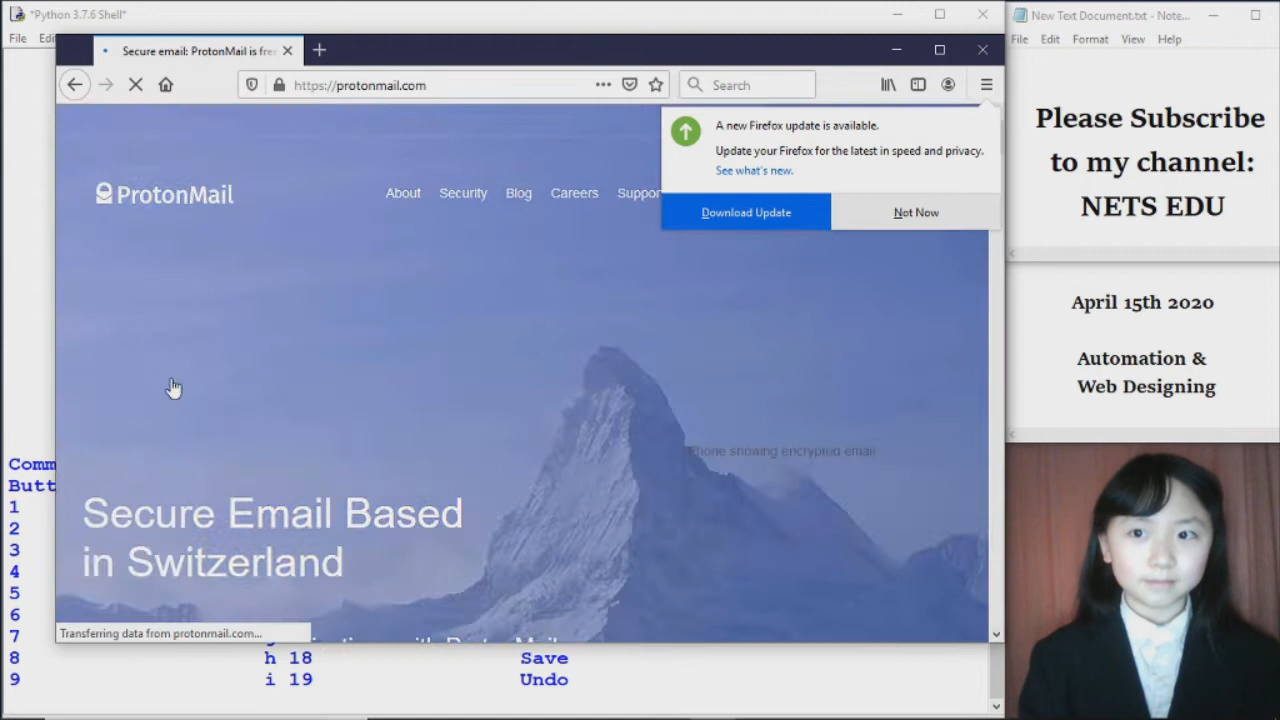 *Python 3.7.6 Shell*
File
Secure email: ProtonMail is free
https://protonmail.com
Search
A new Firefox update is available.
Update your Firefox for the latest in speed and privacy.
See what's new.
Download Update
Not Now
ProtonMail
About Security Blog Careers
Phone showing encrypted email
Secure Email Based
in Switzerland
Transferring data from protonmail.com...
1
2
3
4
5
6
7
8 h 18 Save
9 i 19 Undo
New Text Document.txt - Note...
File Edit Format View Help
Please Subscribe
to my channel:
NETS EDU
April 15th 2020
Automation &
Web Designing